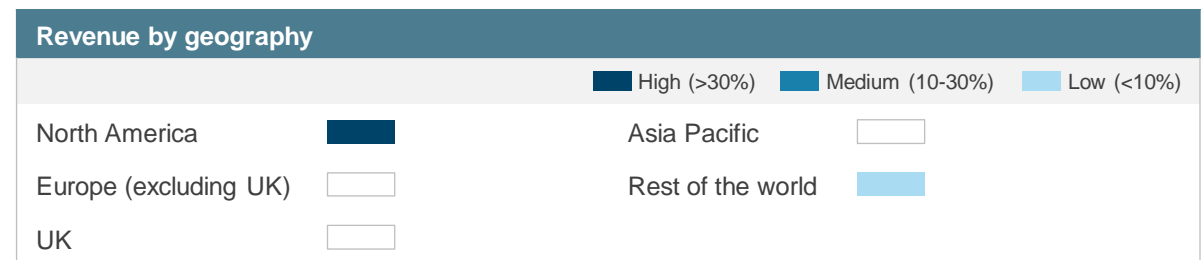 Revenue by geography
High (>30%) Medium (10-30%) Low (<10%)
North America Asia Pacific
Europe (excluding UK) Rest of the world
UK